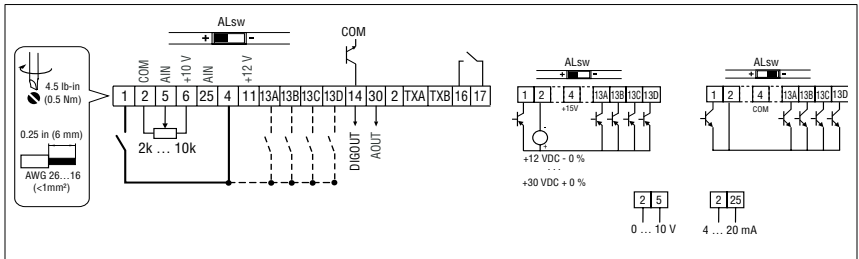 ALsw
+ -
COM
4.5 lb-in
(0.5 Nm)
0.25 in (6 mm)
AWG 26...16
(<1mm²)
COM
AIN
+10 V
AIN
+12 V
1 2 5 6 25 4 11 13A 13B 13C 13D 14 30 2 TXA TXB 16 17
2k ... 10k
DIGOUT
AOUT
ALsw
+ -
1 2 4 13A 13B 13C 13D
+15V
+
+12 VDC - 0 %
...
+30 VDC + 0 %
2 5
0 ... 10 V
ALsw
+ -
1 2 4 13A 13B 13C 13D
COM
2 25
4 ... 20 mA